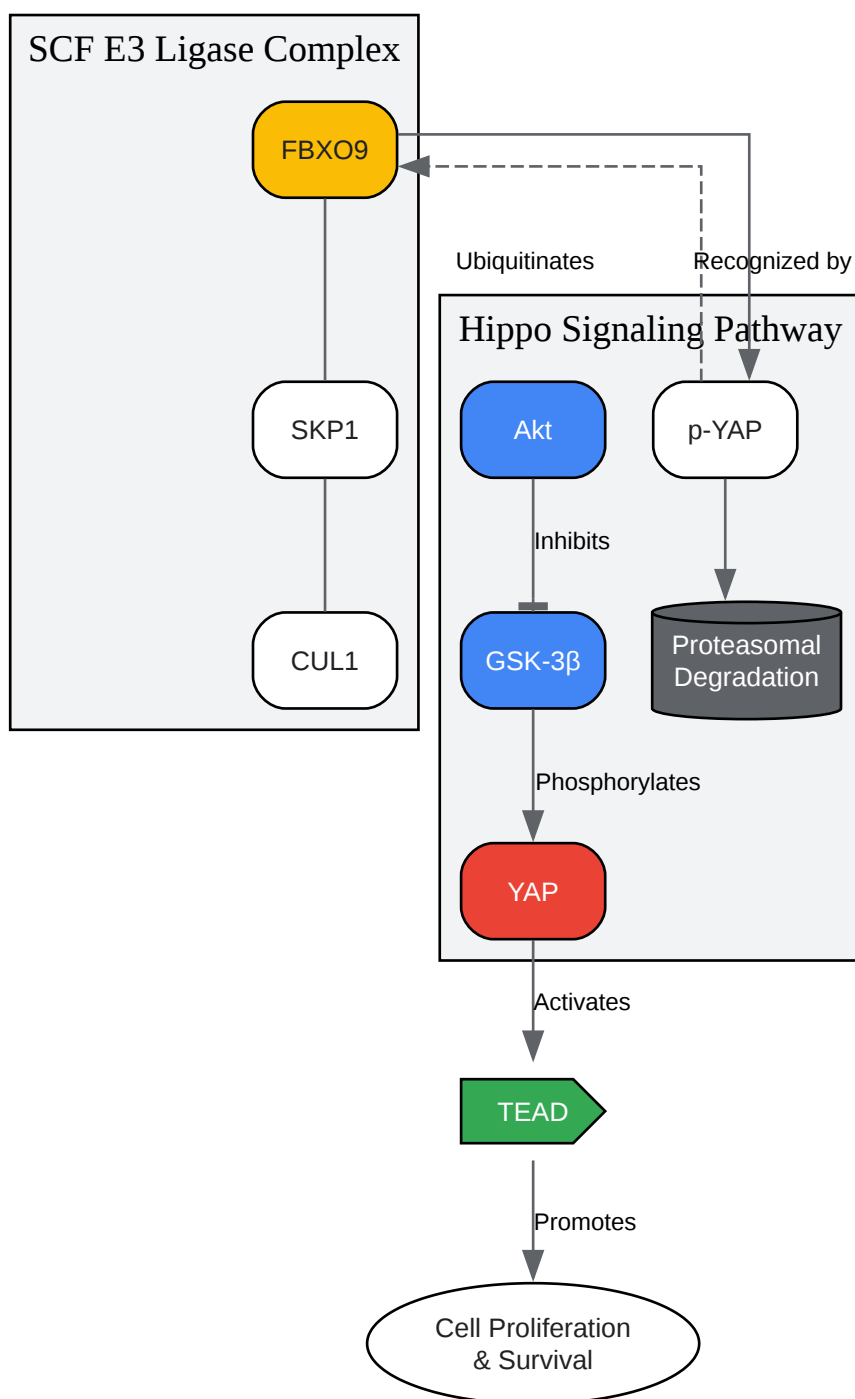 SCF E3 Ligase Complex
FBXO9
Ubiquitinates
Recognized by
Hippo Signaling Pathway
SKP1
Akt
p-YAP
Inhibits
CUL1
GSK-3β
Proteasomal
Degradation
Phosphorylates
YAP
Activates
TEAD
Promotes
Cell Proliferation
& Survival